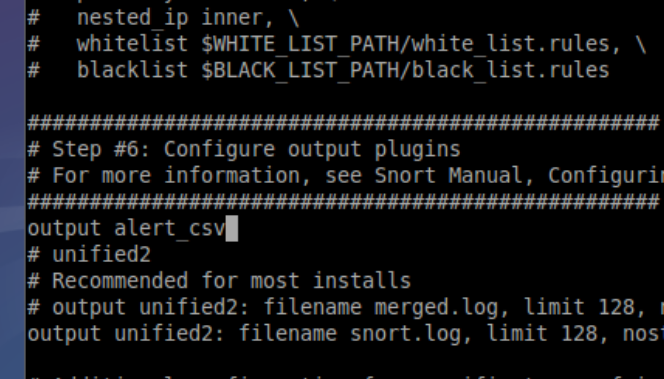 #   nested_ip inner, \
#   whitelist $WHITE_LIST_PATH/white_list.rules, \
#   blacklist $BLACK_LIST_PATH/black_list.rules
###################################################
# Step #6: Configure output plugins
# For more information, see Snort Manual, Configurin
###################################################
output alert_csv
# unified2
# Recommended for most installs
# output unified2: filename merged.log, limit 128, n
output unified2: filename snort.log, limit 128, nost